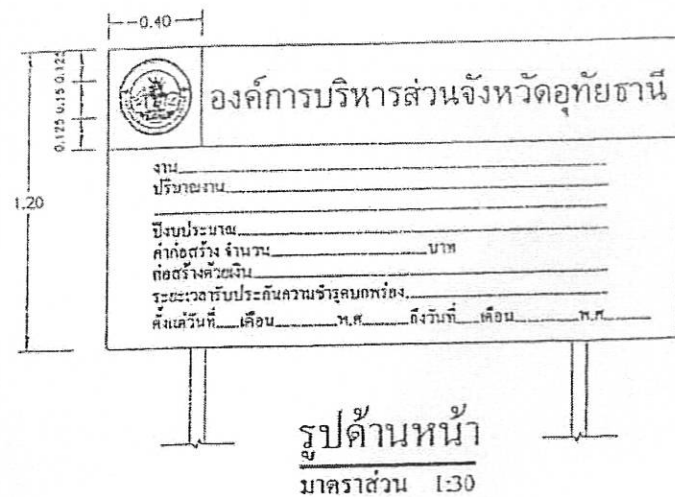 0.40
0.125 0.15 0.125
1.20
องค์การบริหารส่วนจังหวัดอุทัยธานี
งาน
ปริมาณงาน
ปีงบประมาณ
ค่าก่อสร้าง จำนวน บาท
ก่อสร้างด้วยเงิน
ระยะเวลารับประกันความชำรุดบกพร่อง
ตั้งแต่วันที่ เดือน พ.ศ. ถึงวันที่ เดือน พ.ศ.
รูปด้านหน้า
มาตราส่วน 1:30